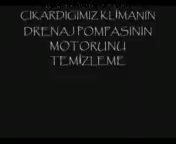 ÇIKARDIĞIMIZ KLİMANIN
DRENAJ POMPASININ
MOTORUNU
TEMİZLEME